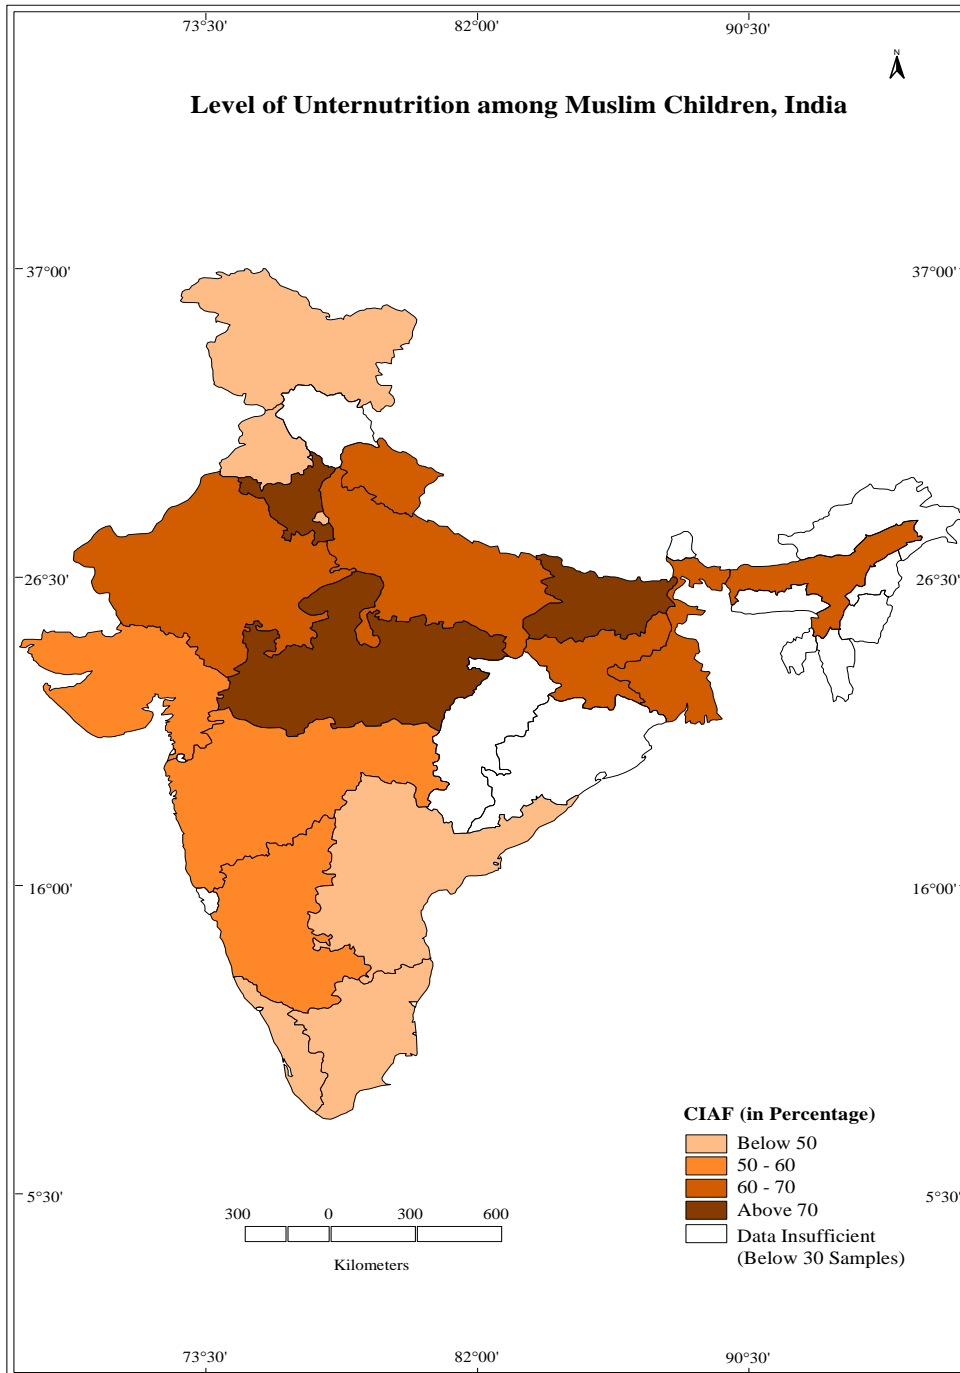 73°30' 82°00' 90°30'
N
Level of Unternutrition among Muslim Children, India
37°00' 37°00'
26°30' 26°30'
16°00' 16°00'
CIAF (in Percentage)
Below 50
50 - 60
60 - 70
Above 70
Data Insufficient
(Below 30 Samples)
5°30' 5°30'
300 0 300 600
Kilometers
73°30' 82°00' 90°30'